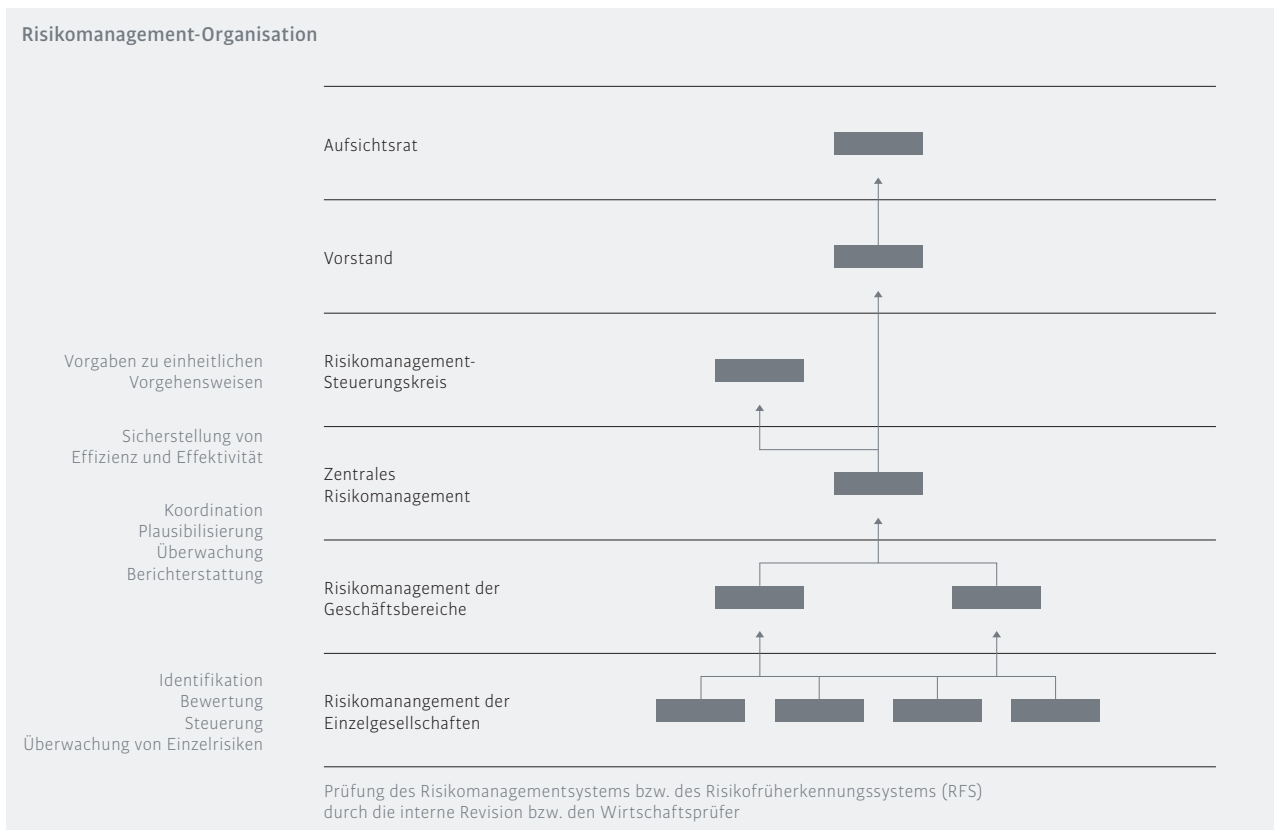 Risikomanagement-Organisation
Aufsichtsrat
Vorstand
Vorgaben zu einheitlichen
Vorgehensweisen
Risikomanagement-
Steuerungskreis
Sicherstellung von
Effizienz und Effektivität
Zentrales
Risikomanagement
Koordination
Plausibilisierung
Überwachung
Berichterstattung
Risikomanagement der
Geschäftsbereiche
Identifikation
Bewertung
Steuerung
Überwachung von Einzelrisiken
Risikomanangement der
Einzelgesellschaften
Prüfung des Risikomanagementsystems bzw. des Risikofrüherkennungssystems (RFS)
durch die interne Revision bzw. den Wirtschaftsprüfer